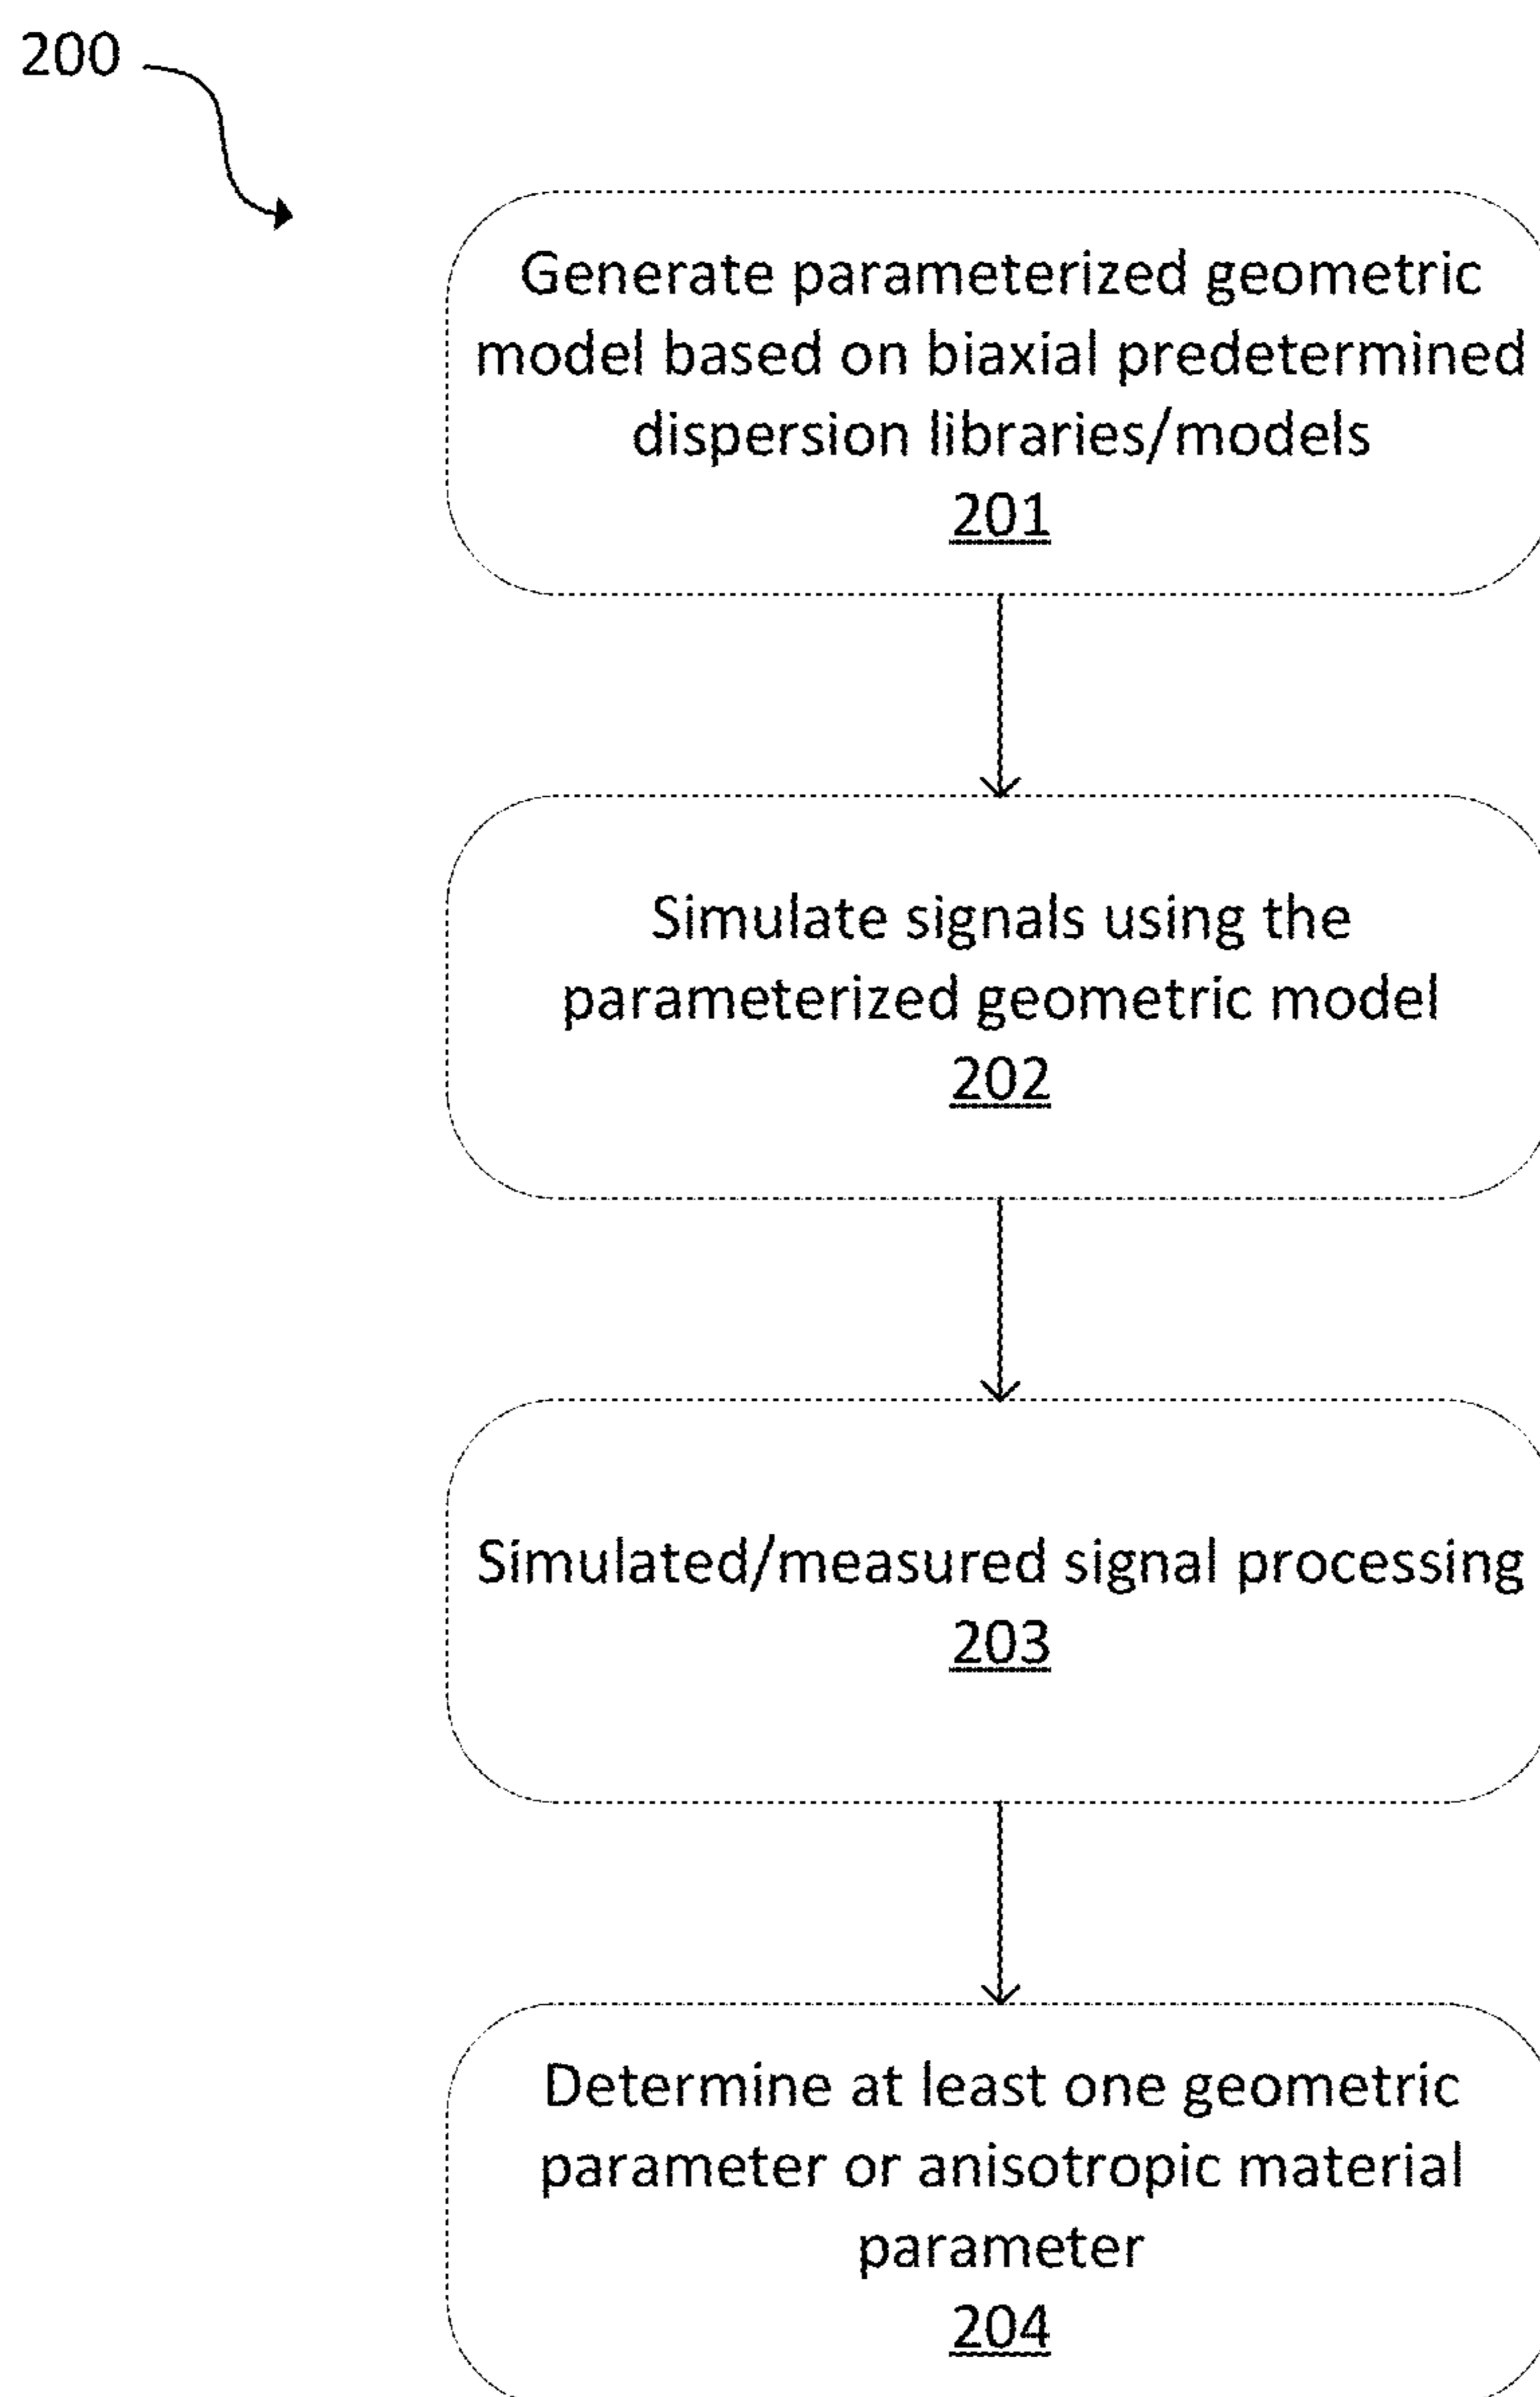 200
Generate parameterized geometric
model based on biaxial predetermined
dispersion libraries/models
201
Simulate signals using the
parameterized geometric model
202
Simulated/measured signal processing
203
Determine at least one geometric
parameter or anisotropic material
parameter
204